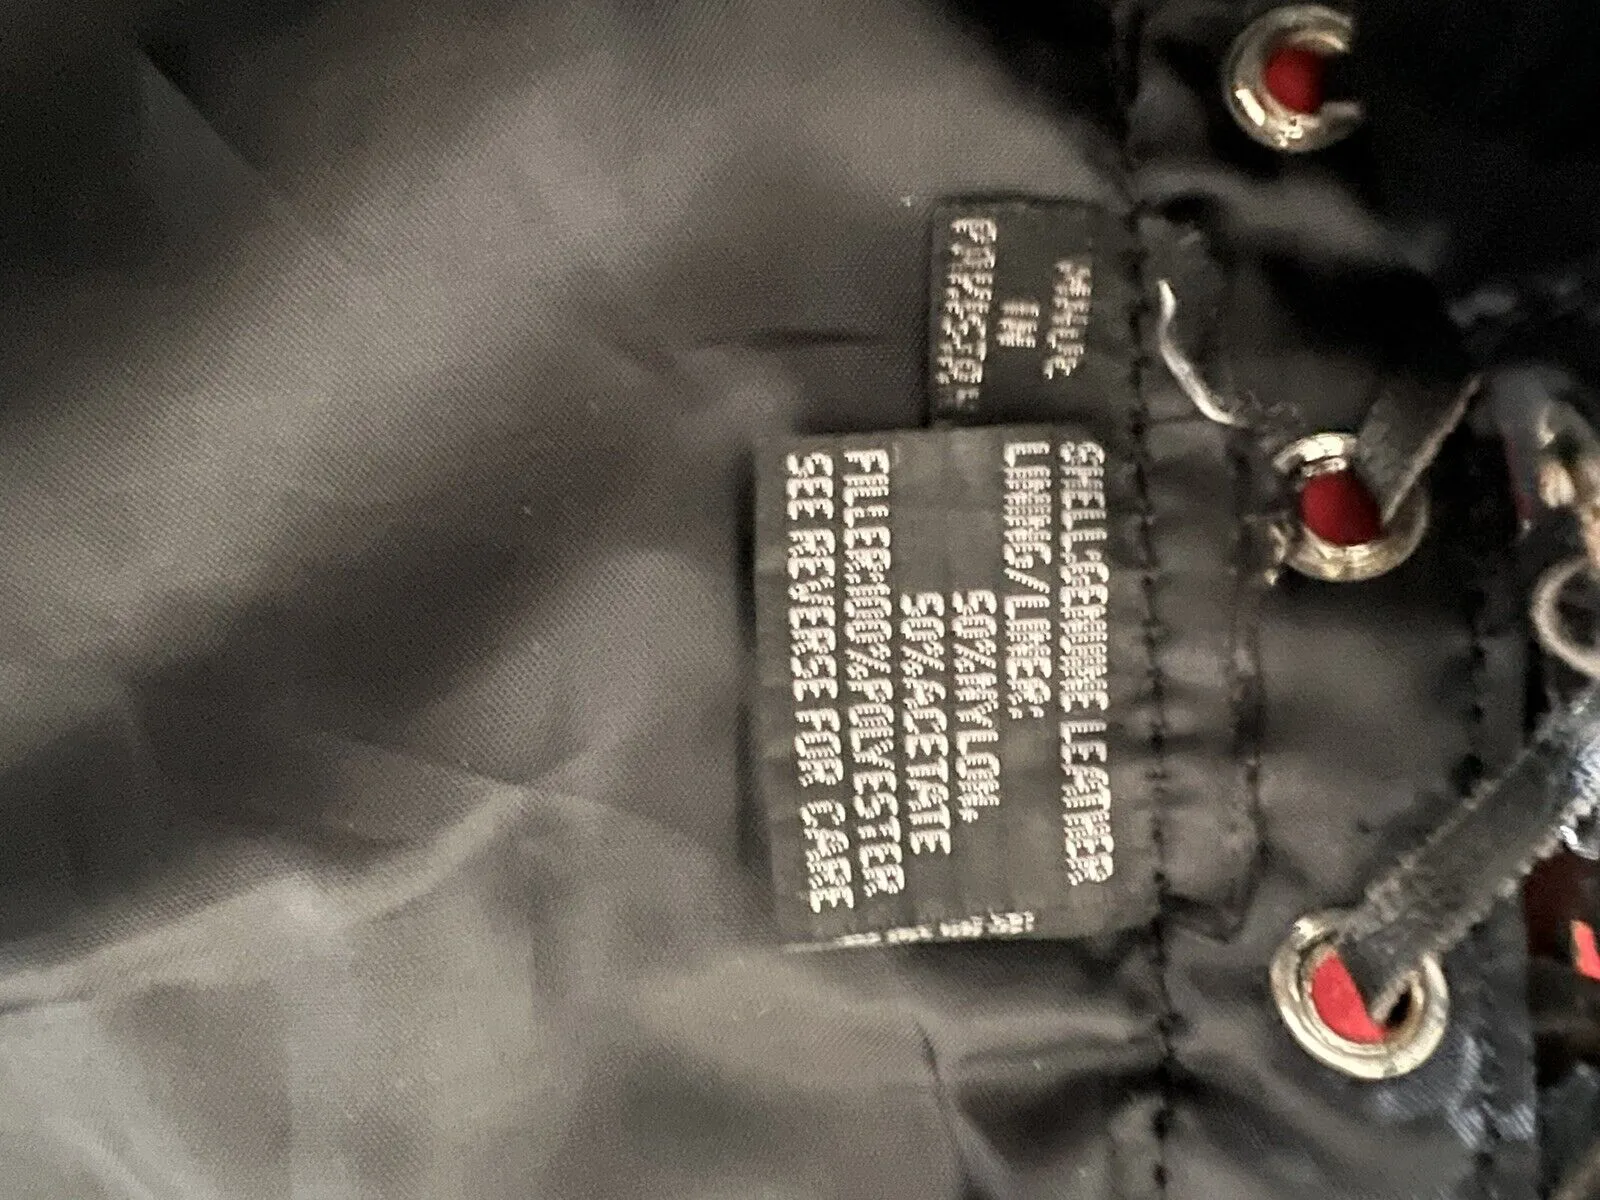 MADE
IN
PAKISTAN
SHELL:GENUINE LEATHER
LINING/LINER:
50%NYLON,
50%ACETATE
FILLER:100%POLYESTER
SEE REVERSE FOR CARE